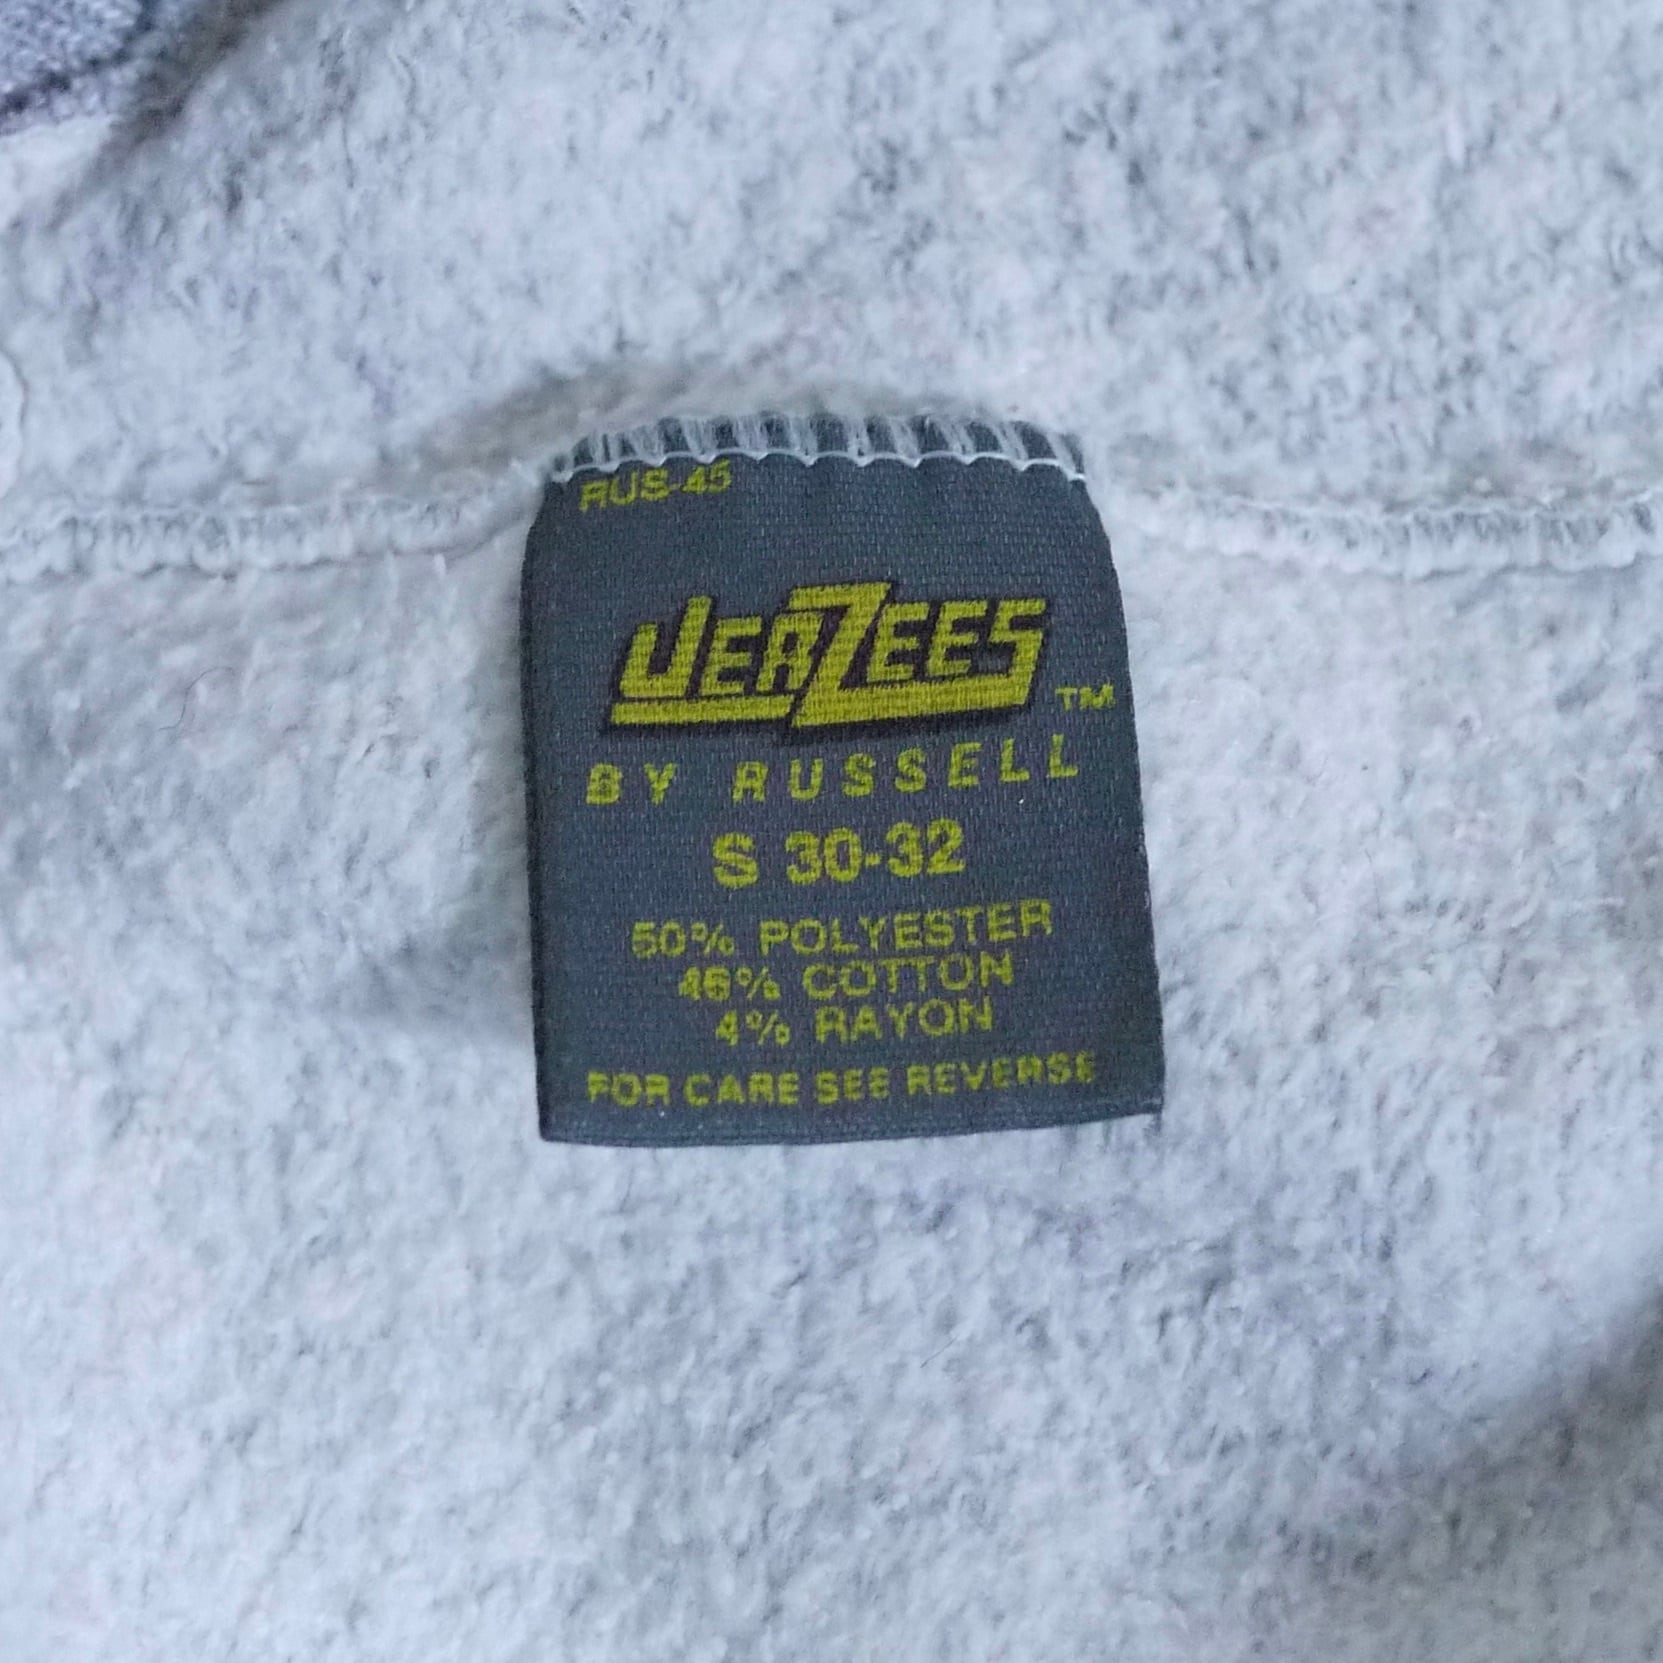 RUS-45
JERZEES TM
BY RUSSELL
S 30-32
50% POLYESTER
46% COTTON
4% RAYON
FOR CARE SEE REVERSE